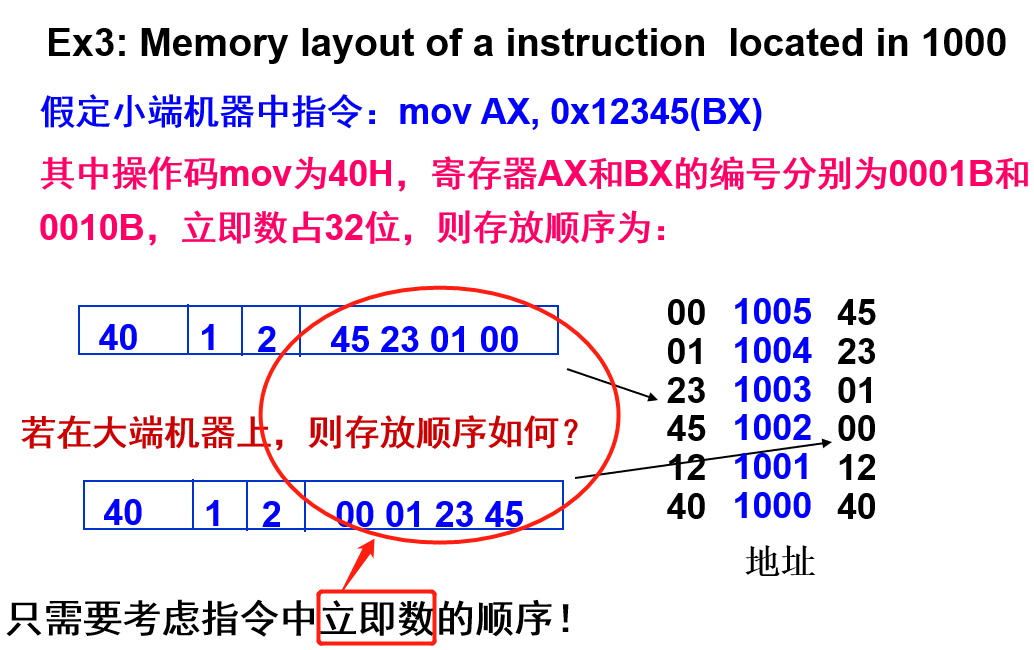 Ex3: Memory layout of a instruction located in 1000
假定小端机器中指令：mov AX, 0x12345(BX)
其中操作码mov为40H，寄存器AX和BX的编号分别为0001B和
0010B，立即数占32位，则存放顺序为：
40 1 2 45 23 01 00
若在大端机器上，则存放顺序如何？
40 1 2 00 01 23 45
只需要考虑指令中立即数的顺序！
00 1005 45
01 1004 23
23 1003 01
45 1002 00
12 1001 12
40 1000 40
地址